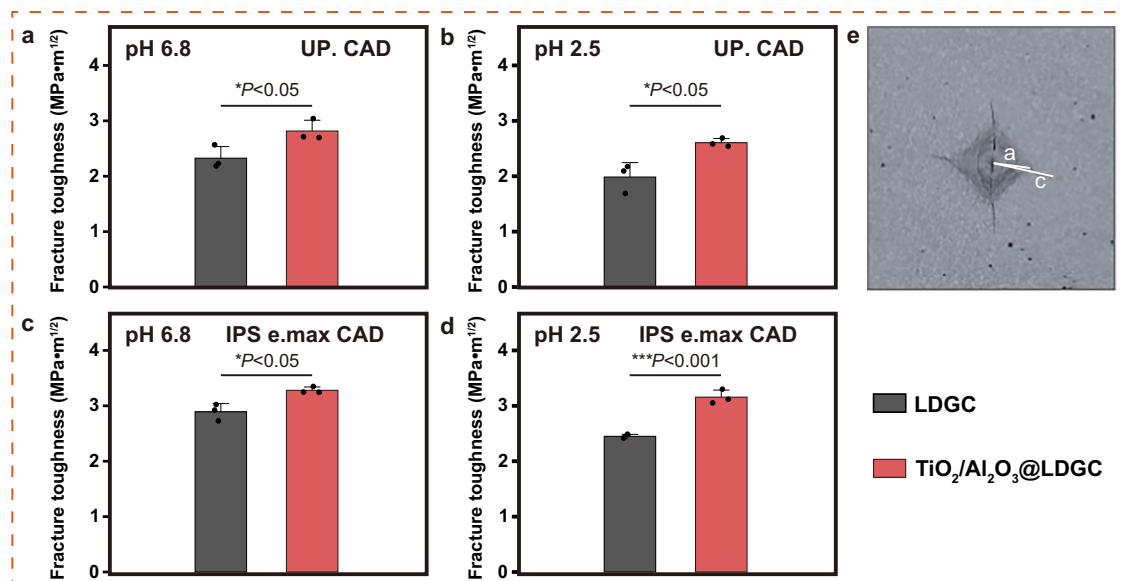 a
pH 6.8 UP. CAD
*P<0.05
Fracture toughness (MPa•m¹/²)
4
3
2
1
0
b
pH 2.5 UP. CAD
*P<0.05
Fracture toughness (MPa•m¹/²)
4
3
2
1
0
e
a
c
c
pH 6.8 IPS e.max CAD
*P<0.05
Fracture toughness (MPa•m¹/²)
4
3
2
1
0
d
pH 2.5 IPS e.max CAD
***P<0.001
Fracture toughness (MPa•m¹/²)
4
3
2
1
0
LDGC
TiO₂/Al₂O₃@LDGC